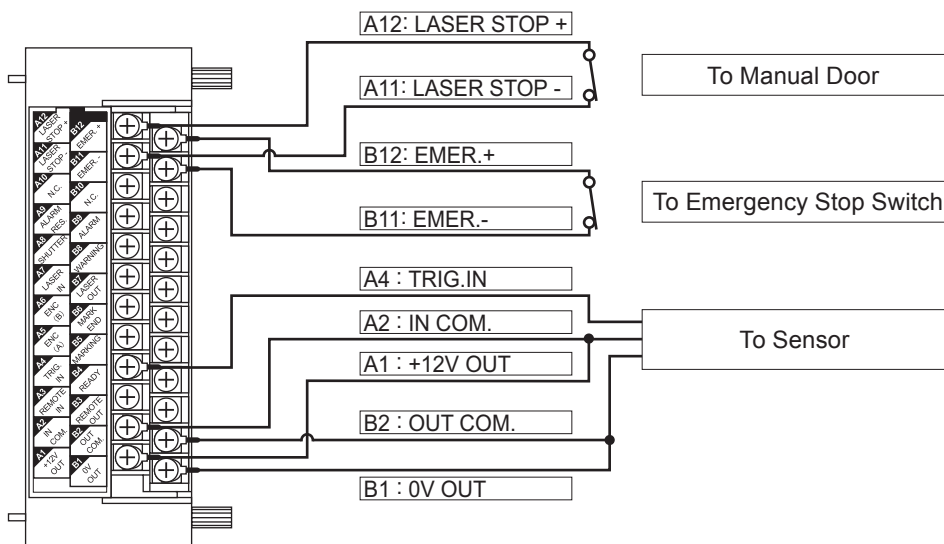 A12: LASER STOP +
A11: LASER STOP -
B12: EMER.+
B11: EMER.-
A4 : TRIG.IN
A2 : IN COM.
A1 : +12V OUT
B2 : OUT COM.
B1 : 0V OUT
To Manual Door
To Emergency Stop Switch
To Sensor
A12
LASER
STOP +
A11
LASER
STOP -
A10
N.C.
A9
ALARM
RES.
A8
SHUTTER
A7
LASER
IN
A6
ENC
(B)
A5
ENC
(A)
A4
TRIG.
IN
A3
REMOTE
IN
A2
IN
COM.
A1
+12V
OUT
B12
EMER.+
B11
EMER.-
B10
N.C.
B9
ALARM
B8
WARNING
B7
LASER
OUT
B6
MARK
END
B5
MARKING
B4
READY
B3
REMOTE
OUT
B2
OUT
COM.
B1
0V
OUT